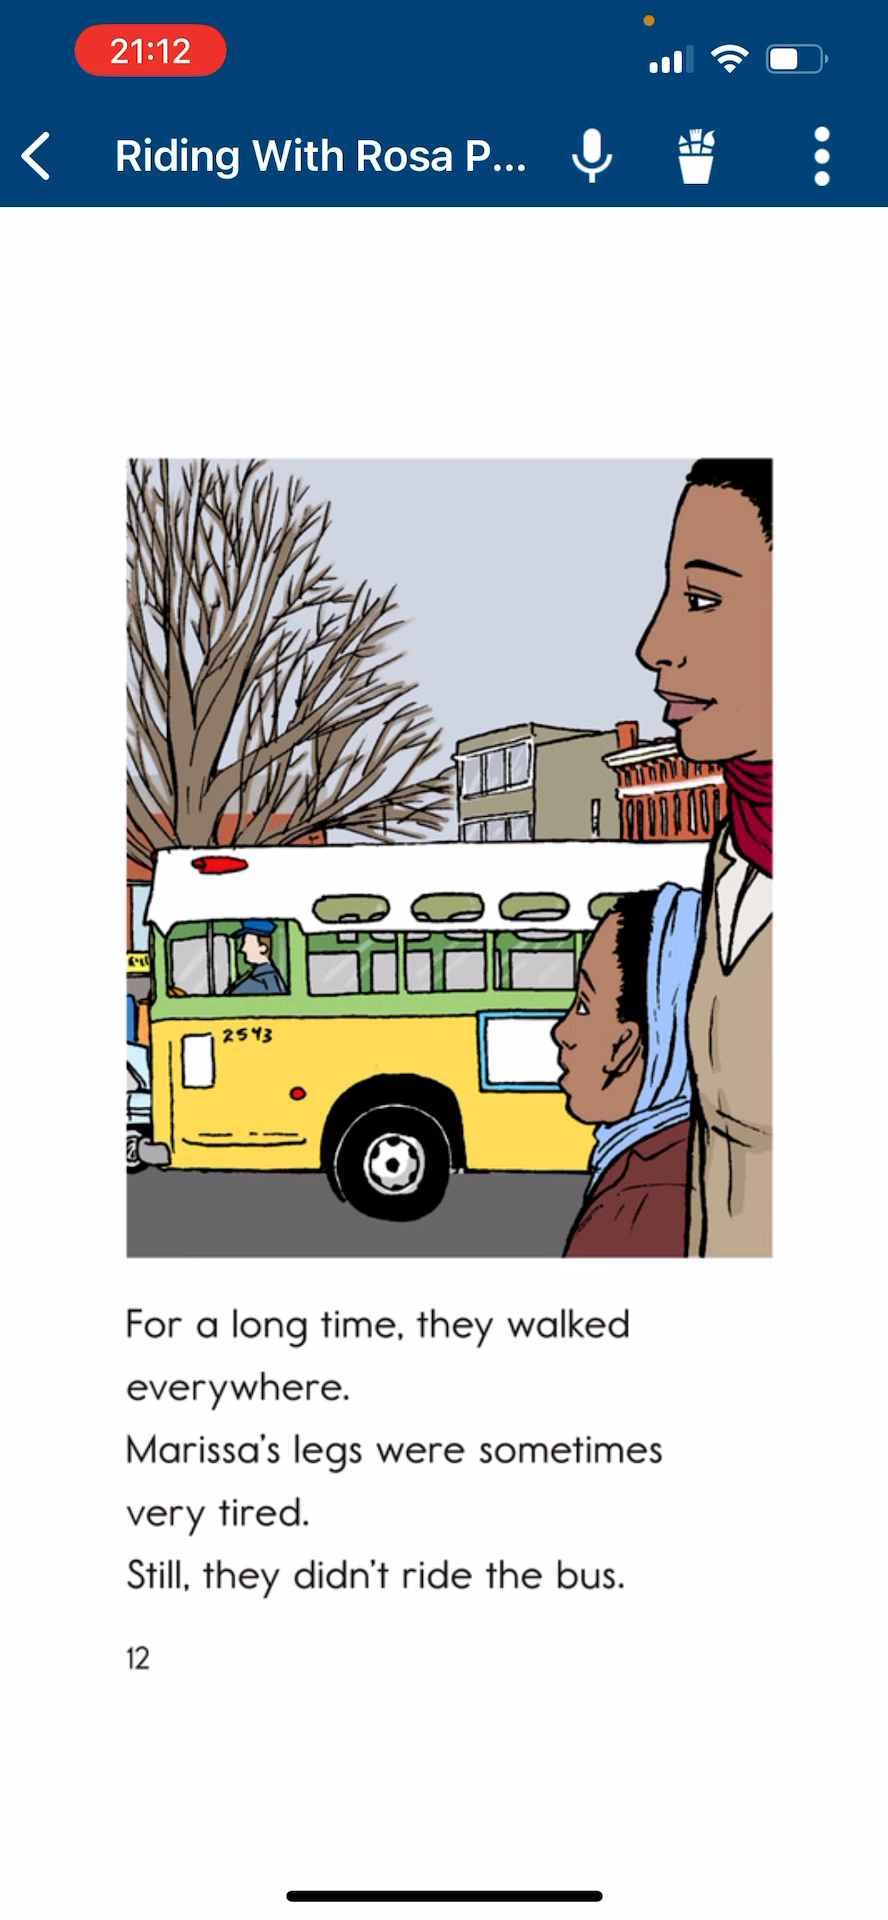 21:12
Riding With Rosa P...
2543
For a long time, they walked
everywhere.
Marissa's legs were sometimes
very tired.
Still, they didn't ride the bus.
12